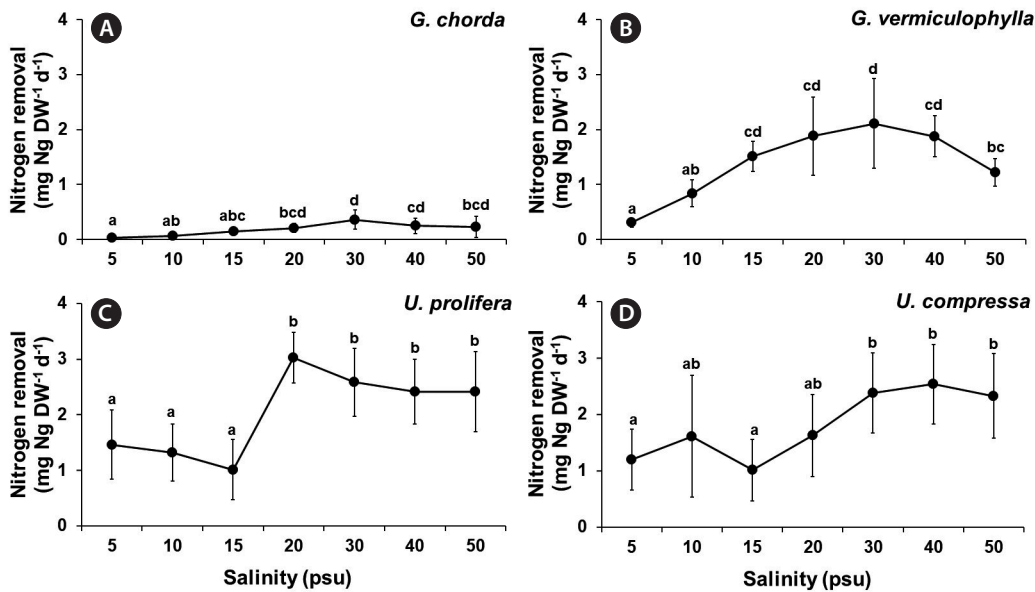 A
G. chorda
Nitrogen removal
(mg Ng DW-1 d-1)
4
3
2
1
0
a ab abc bcd d cd bcd
5 10 15 20 30 40 50
B
G. vermiculophylla
Nitrogen removal
(mg Ng DW-1 d-1)
4
3
2
1
0
a ab cd cd d cd bc
5 10 15 20 30 40 50
C
U. prolifera
Nitrogen removal
(mg Ng DW-1 d-1)
4
3
2
1
0
a a a b b b b
5 10 15 20 30 40 50
Salinity (psu)
D
U. compressa
Nitrogen removal
(mg Ng DW-1 d-1)
4
3
2
1
0
a ab a ab b b b
5 10 15 20 30 40 50
Salinity (psu)